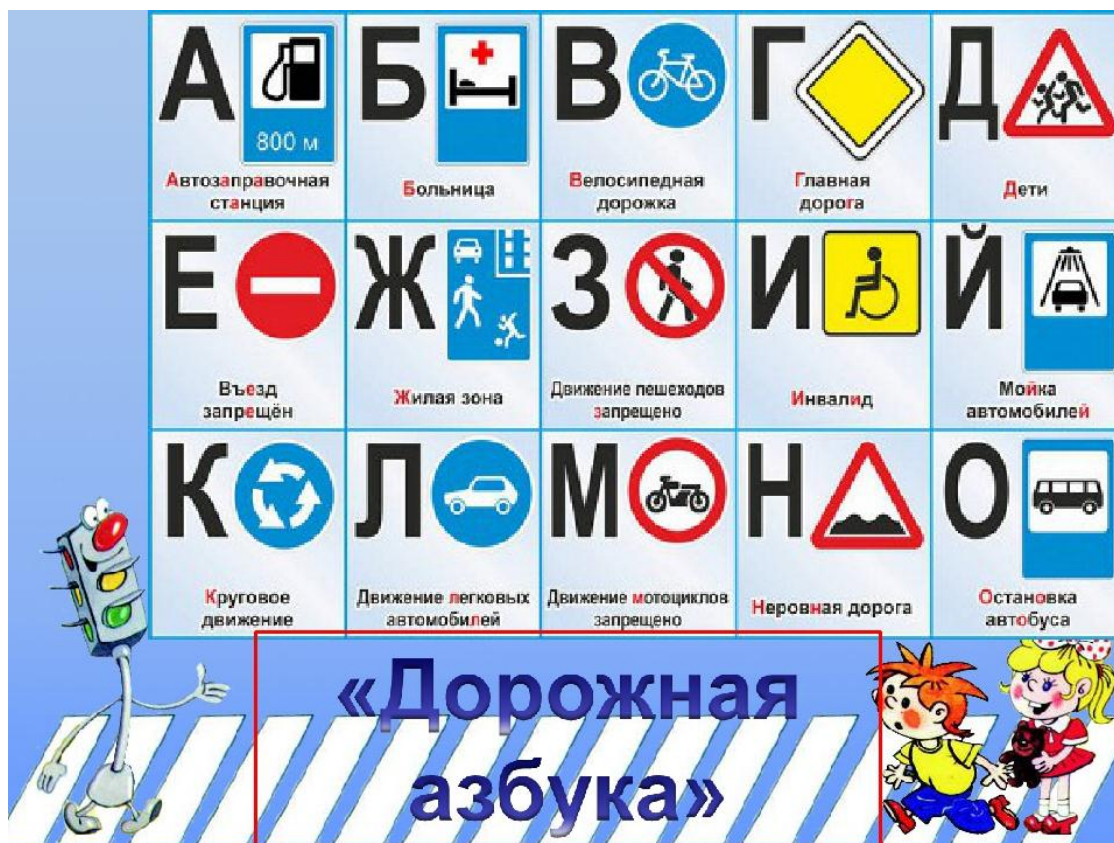 А
800 м
Автозаправочная
станция
Б
Больница
В
Велосипедная
дорожка
Г
Главная
дорога
Д
Дети
Е
Въезд
запрещён
Ж
Жилая зона
З
Движение пешеходов
запрещено
И
Инвалид
Й
Мойка
автомобилей
К
Круговое
движение
Л
Движение легковых
автомобилей
М
Движение мотоциклов
запрещено
Н
Неровная дорога
О
Остановка
автобуса
«Дорожная
азбука»